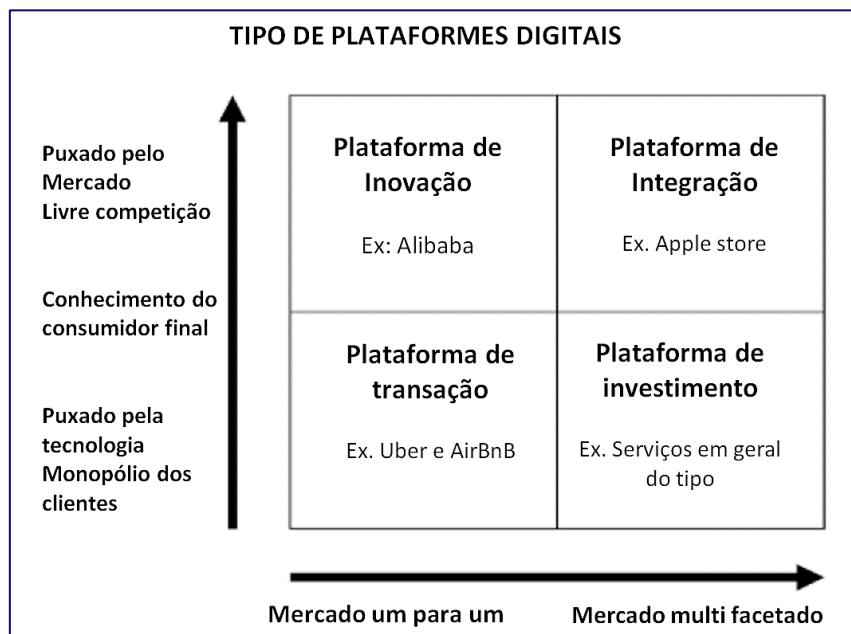 TIPO DE PLATAFORMES DIGITAIS
Puxado pelo
Mercado
Livre competição
Conhecimento do
consumidor final
Puxado pela
tecnologia
Monopólio dos
clientes
Plataforma de
Inovação
Ex: Alibaba
Plataforma de
Integração
Ex. Apple store
Plataforma de
transação
Ex. Uber e AirBnB
Plataforma de
investimento
Ex. Serviços em geral
do tipo
Mercado um para um
Mercado multi facetado